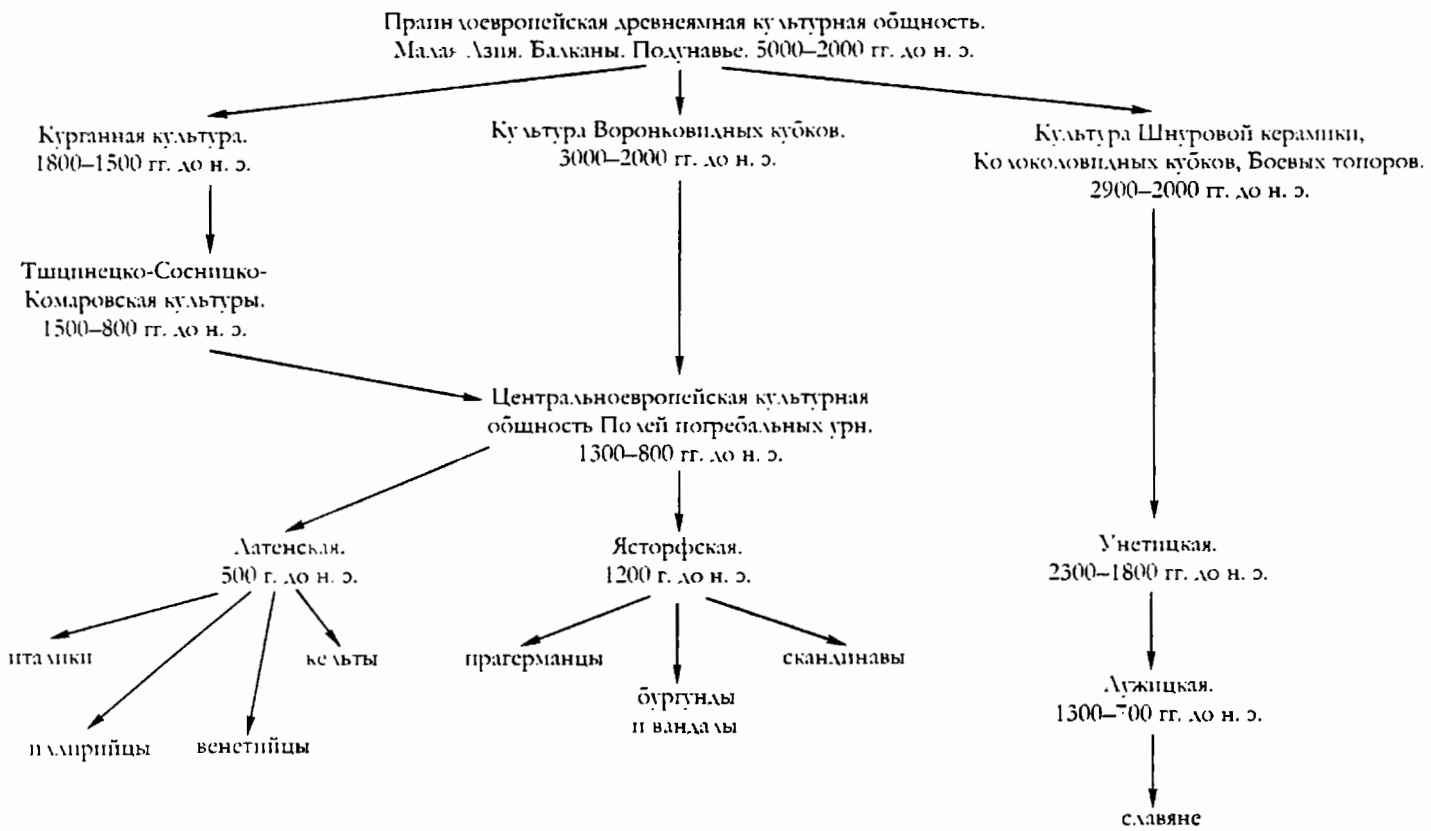 Праиндоевропейская древнеямная культурная общность.
Малая Азия. Балканы. Подунавье. 5000–2000 гг. до н. э.
Курганная культура.
1800–1500 гг. до н. э.
Культура Воронковидных кубков.
3000–2000 гг. до н. э.
Культура Шнуровой керамики,
Колоколовидных кубков, Боевых топоров.
2900–2000 гг. до н. э.
Тшцинецко-Сосницко-
Комаровская культуры.
1500–800 гг. до н. э.
Центральноевропейская культурная
общность Полей погребальных урн.
1300–800 гг. до н. э.
Латенская.
500 г. до н. э.
Ясторфская.
1200 г. до н. э.
Унетицкая.
2300–1800 гг. до н. э.
италики
кельты
прагерманцы
скандинавы
бургунды
и вандалы
иллирийцы
венетийцы
Лужицкая.
1300–700 гг. до н. э.
славяне